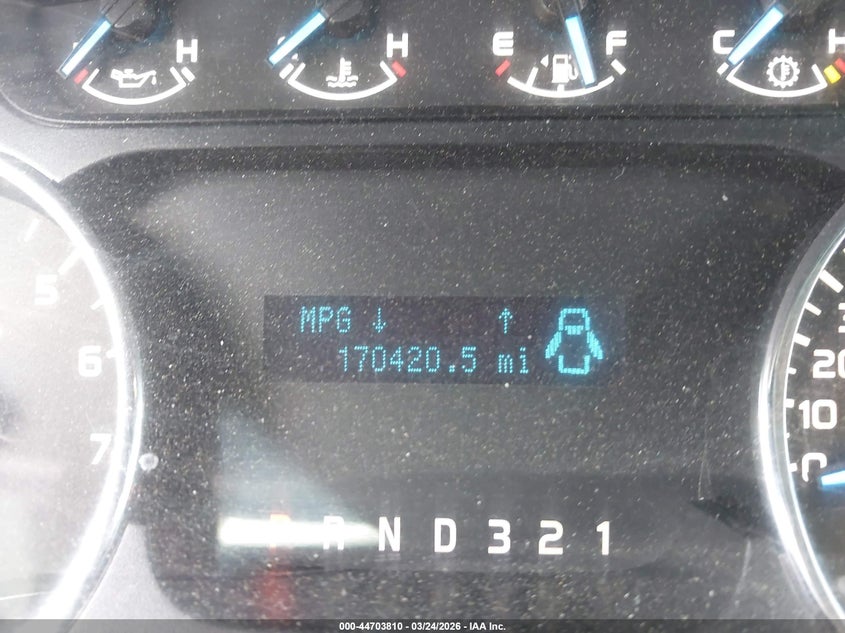 H H E F C H
5
6
7
MPG ↓ ↑
170420.5 mi
20
10
0
P R N D 3 2 1
000-44703810 - 03/24/2026 - IAA Inc.